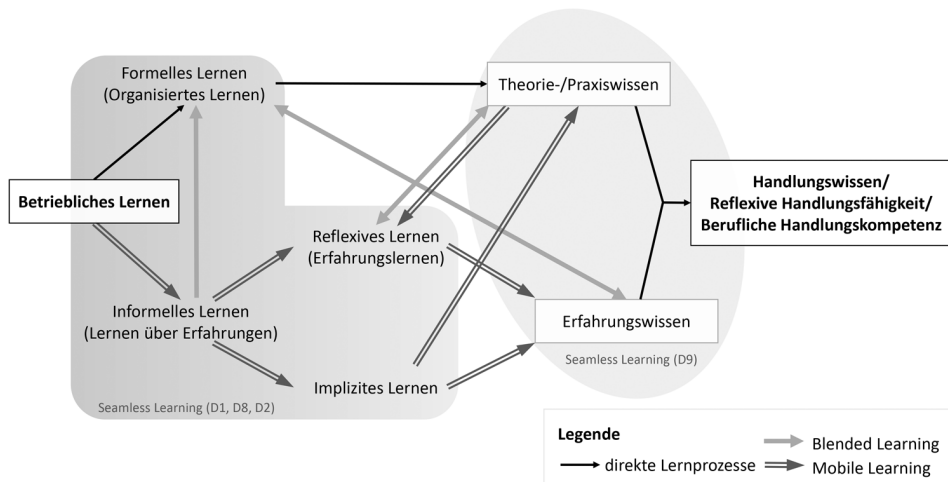 Formelles Lernen
(Organisiertes Lernen)
Theorie-/Praxiswissen
Betriebliches Lernen
Handlungswissen/
Reflexive Handlungsfähigkeit/
Berufliche Handlungskompetenz
Reflexives Lernen
(Erfahrungslernen)
Informelles Lernen
(Lernen über Erfahrungen)
Erfahrungswissen
Seamless Learning (D9)
Implizites Lernen
Seamless Learning (D1, D8, D2)
Legende
direkte Lernprozesse
Blended Learning
Mobile Learning